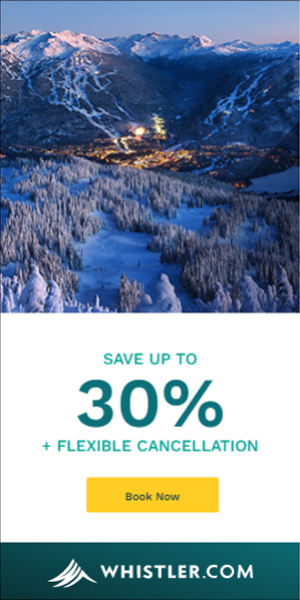 SAVE UP TO
30%
+ FLEXIBLE CANCELLATION
Book Now
WHISTLER.COM